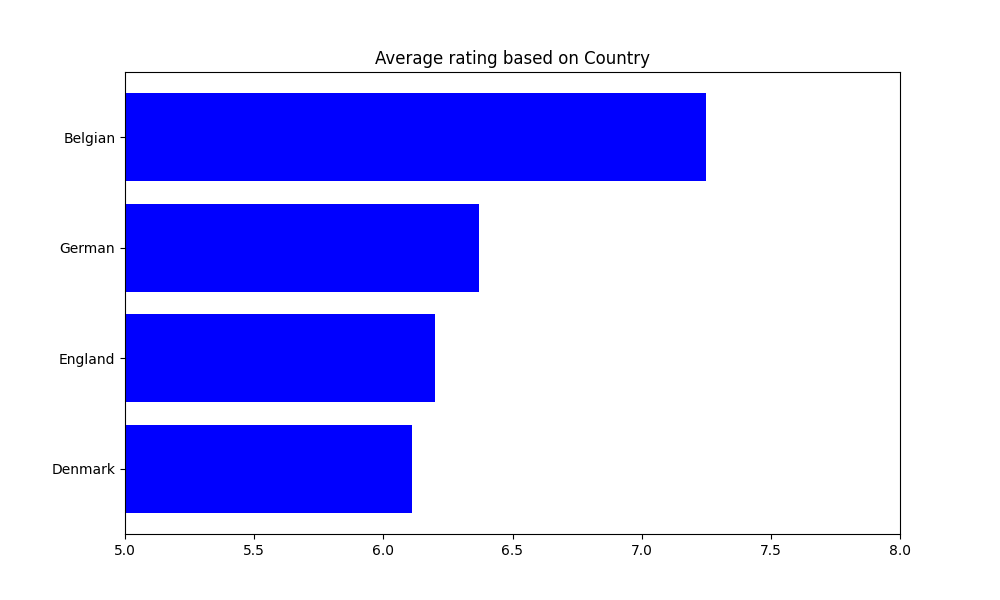 Average rating based on Country
Belgian
German
England
Denmark
5.0 5.5 6.0 6.5 7.0 7.5 8.0